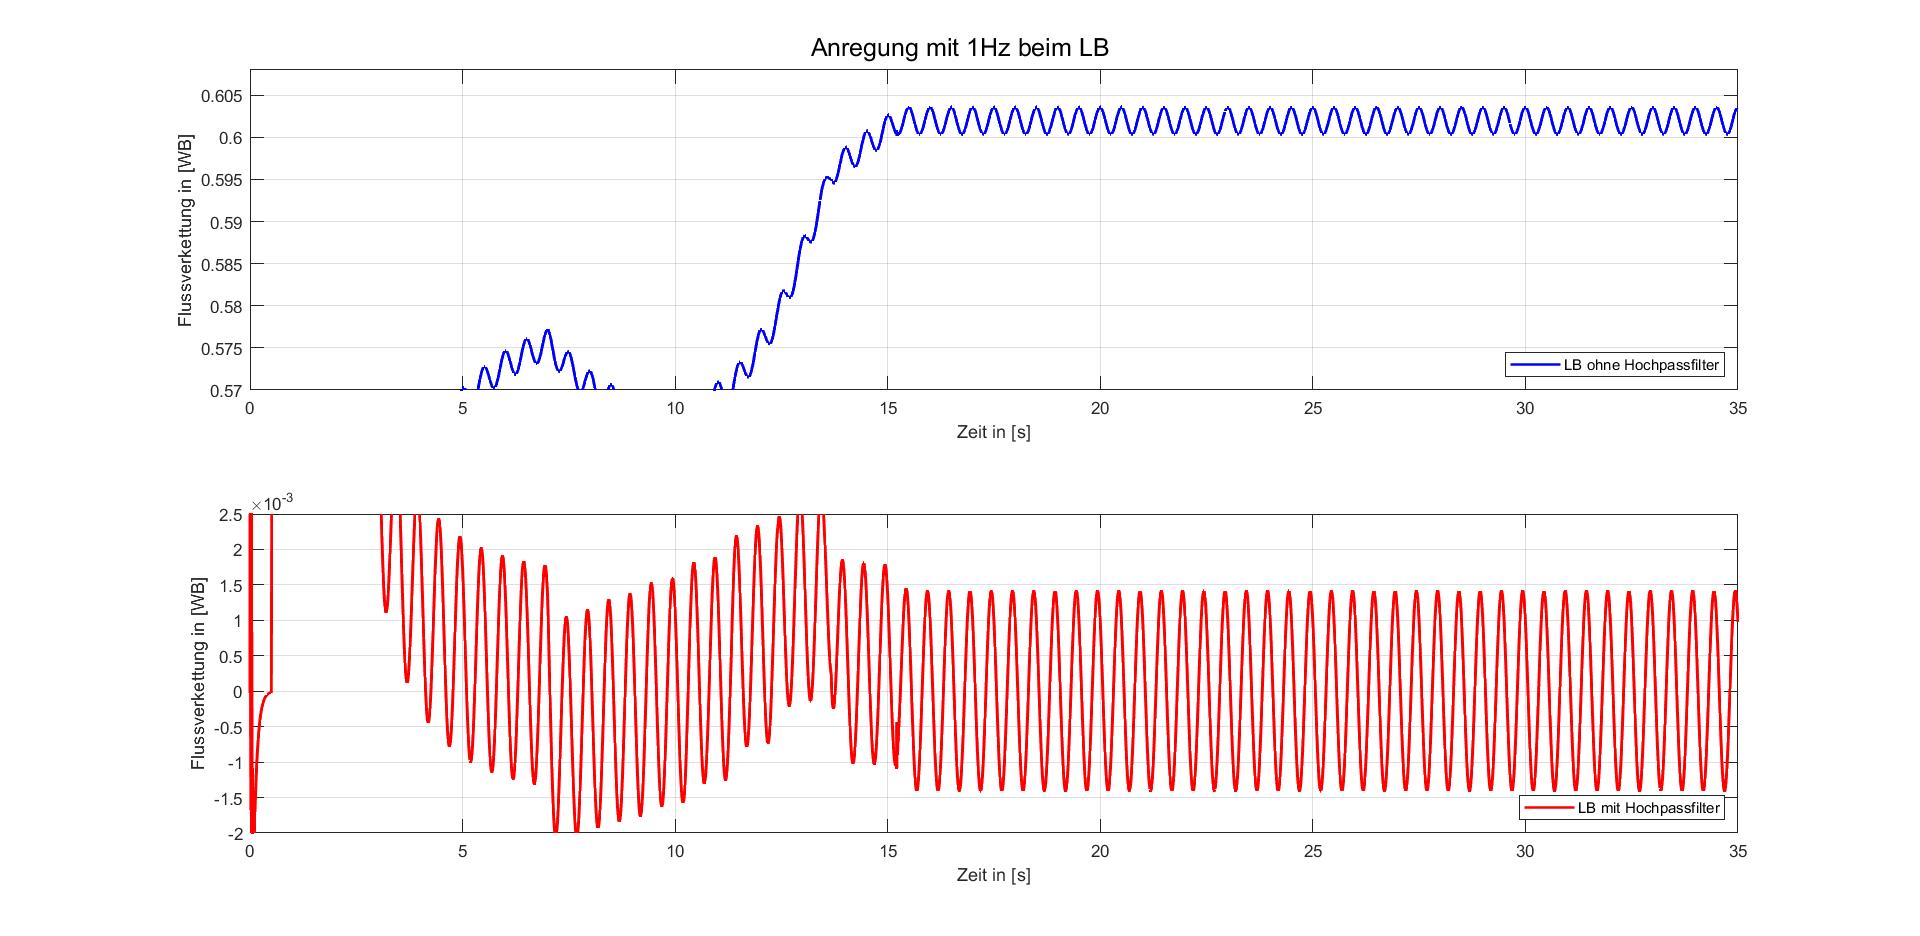 Anregung mit 1Hz beim LB
0.605
0.6
0.595
0.59
0.585
0.58
0.575
0.57
Flussverkettung in [WB]
LB ohne Hochpassfilter
0 5 10 15 20 25 30 35
Zeit in [s]
×10-3
2.5
2
1.5
1
0.5
0
-0.5
-1
-1.5
-2
Flussverkettung in [WB]
LB mit Hochpassfilter
0 5 10 15 20 25 30 35
Zeit in [s]